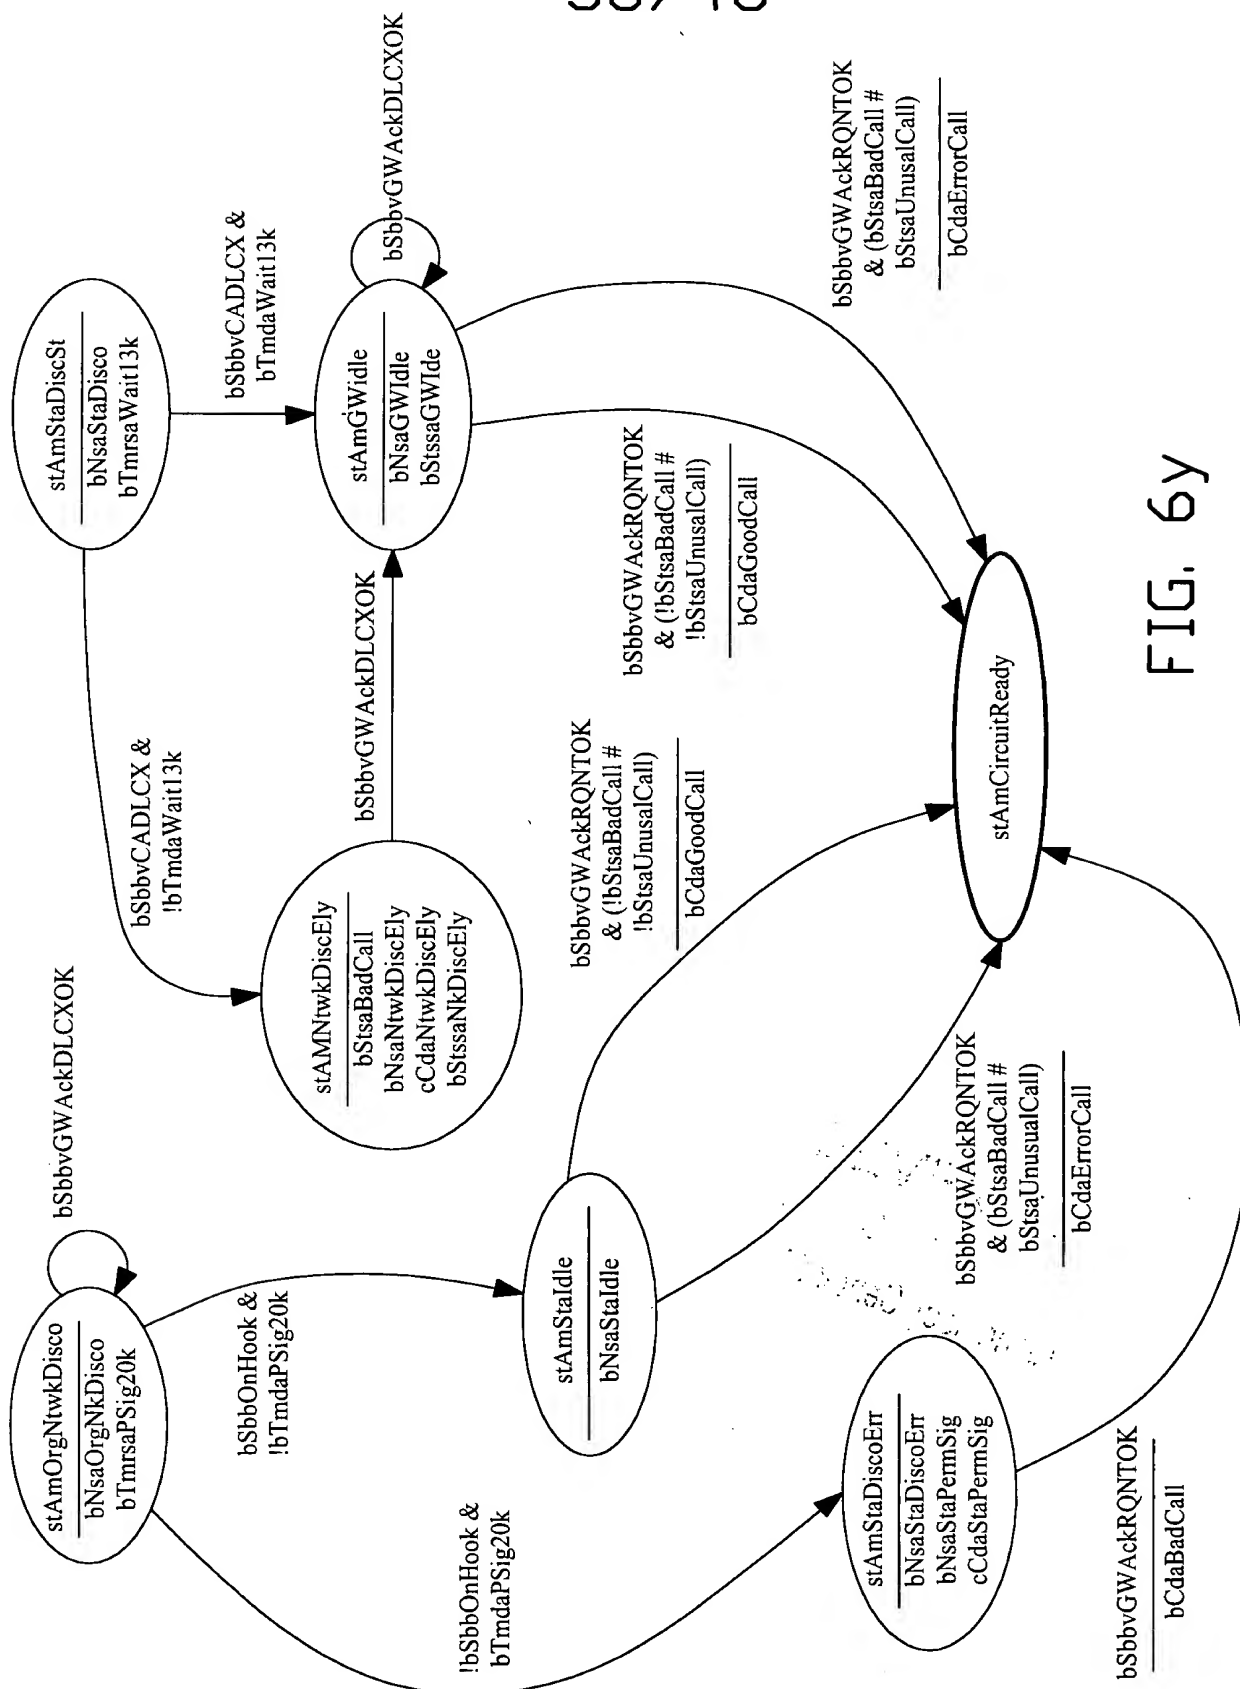 stAmOrgNtwkDisco
bNsaOrgNkDisco
bTmrsaPSig20k
bSbbvGWAckDLCXOK
bSbbOnHook &
!bTmdaPSig20k
!bSbbOnHook &
bTmdaPSig20k
stAmStaDiscSt
bNsaStaDisco
bTmrsaWait13k
bSbbvCADLCX &
!bTmdaWait13k
bSbbvCADLCX &
bTmdaWait13k
stAMNtwkDiscEly
bStsaBadCall
bNsaNtwkDiscEly
cCdaNtwkDiscEly
bStssaNkDiscEly
bSbbvGWAckDLCXOK
stAmGWidle
bNsaGWIdle
bStssaGWIde
bSbbvGWAckDLCXOK
stAmStaIdle
bNsaStaIdle
bSbbvGWAckRQNTOK
& (!bStsaBadCall #
!bStsaUnusalCall)
bCdaGoodCall
bSbbvGWAckRQNTOK
& (!bStsaBadCall #
!bStsaUnusalCall)
bCdaGoodCall
bSbbvGWAckRQNTOK
& (bStsaBadCall #
bStsaUnusalCall)
bCdaErrorCall
stAmStaDiscoErr
bNsaStaDiscoErr
bNsaStaPermSig
cCdaStaPermSig
bSbbvGWAckRQNTOK
& (bStsaBadCall #
bStsaUnusualCall)
bCdaErrorCall
stAmCircuitReady
bSbbvGWAckRQNTOK
bCdaBadCall
FIG. 6y